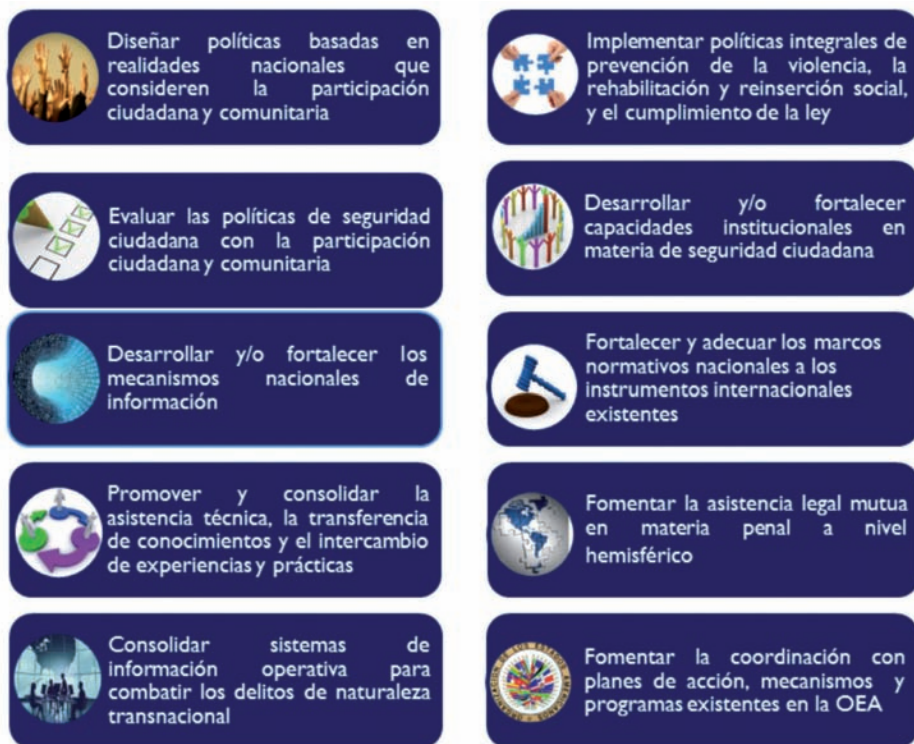 Diseñar políticas basadas en
realidades nacionales que
consideren la participación
ciudadana y comunitaria
Implementar políticas integrales de
prevención de la violencia, la
rehabilitación y reinserción social,
y el cumplimiento de la ley
Evaluar las políticas de seguridad
ciudadana con la participación
ciudadana y comunitaria
Desarrollar y/o fortalecer
capacidades institucionales en
materia de seguridad ciudadana
Desarrollar y/o fortalecer los
mecanismos nacionales de
información
Fortalecer y adecuar los marcos
normativos nacionales a los
instrumentos internacionales
existentes
Promover y consolidar la
asistencia técnica, la transferencia
de conocimientos y el intercambio
de experiencias y prácticas
Fomentar la asistencia legal mutua
en materia penal a nivel
hemisférico
Consolidar sistemas de
información operativa para
combatir los delitos de naturaleza
transnacional
Fomentar la coordinación con
planes de acción, mecanismos y
programas existentes en la OEA